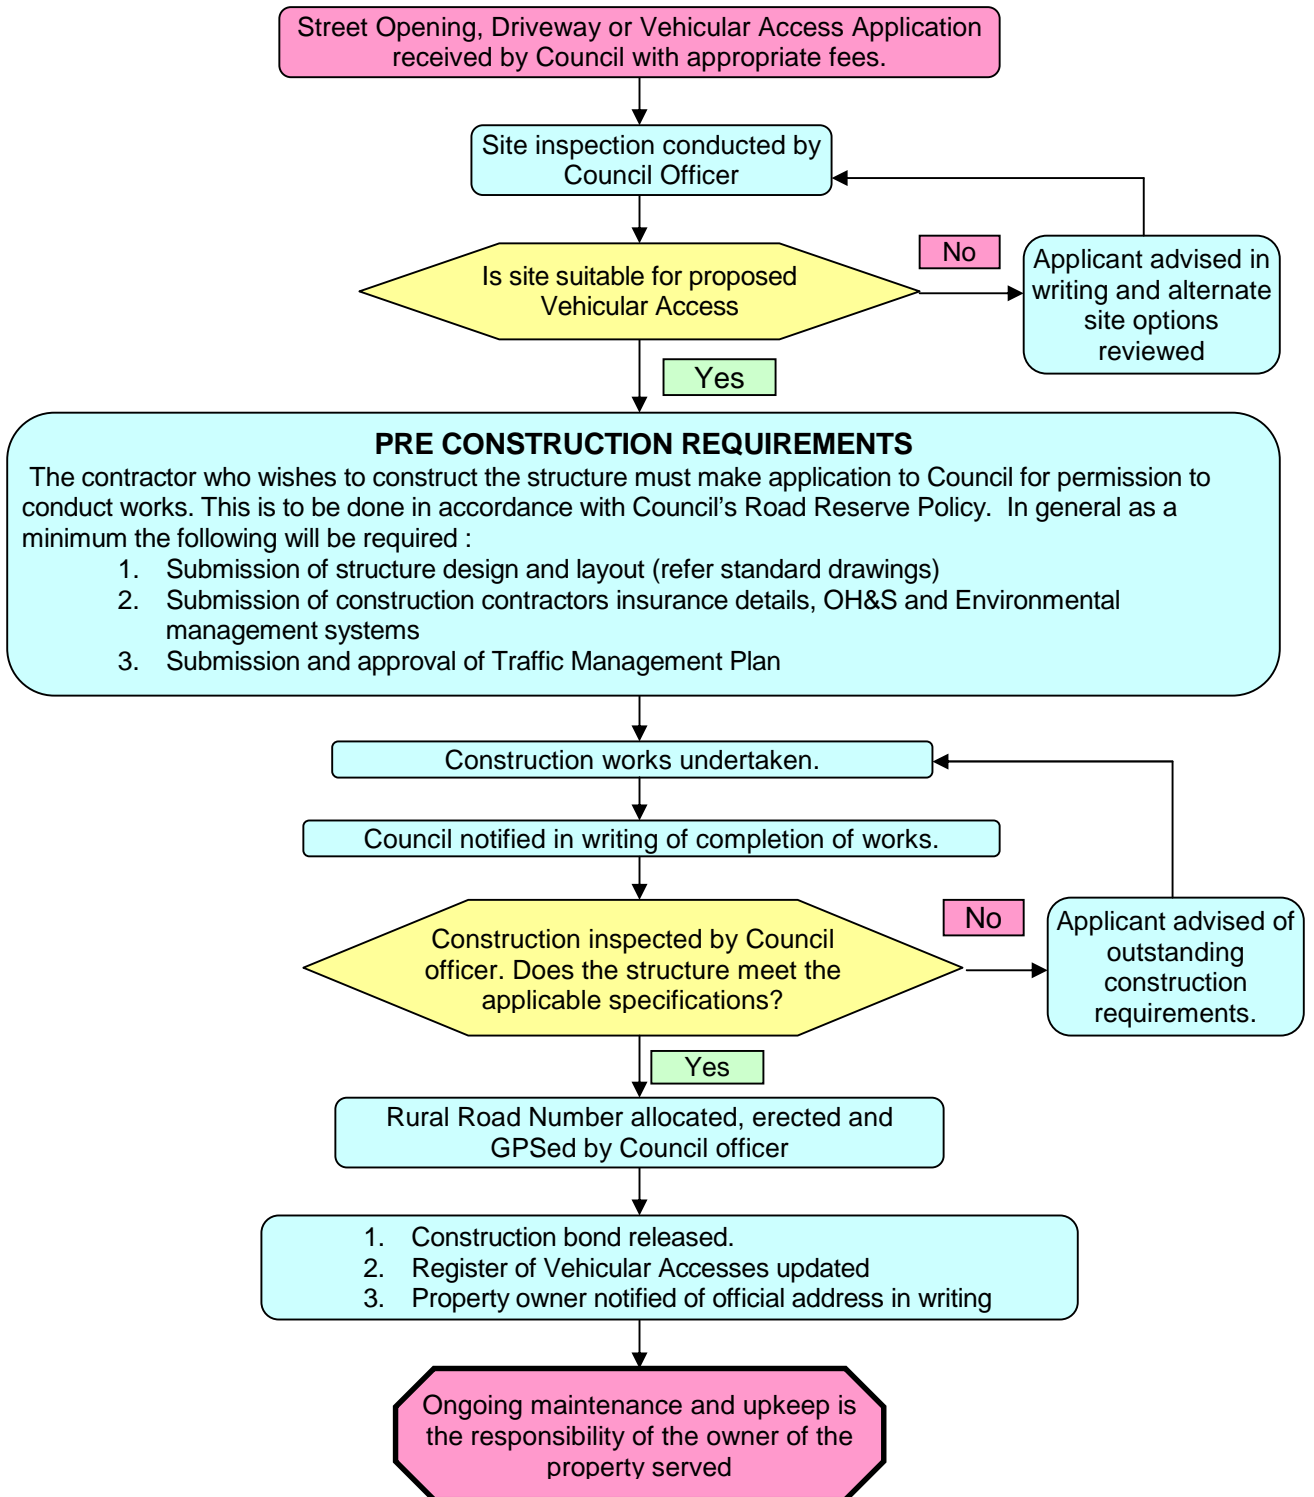 Street Opening, Driveway or Vehicular Access Application
received by Council with appropriate fees.
Site inspection conducted by
Council Officer
Is site suitable for proposed
Vehicular Access
No
Applicant advised in
writing and alternate
site options
reviewed
Yes
PRE CONSTRUCTION REQUIREMENTS
The contractor who wishes to construct the structure must make application to Council for permission to
conduct works. This is to be done in accordance with Council's Road Reserve Policy.  In general as a
minimum the following will be required :
1. Submission of structure design and layout (refer standard drawings)
2. Submission of construction contractors insurance details, OH&S and Environmental
management systems
3. Submission and approval of Traffic Management Plan
Construction works undertaken.
Council notified in writing of completion of works.
Construction inspected by Council
officer. Does the structure meet the
applicable specifications?
No
Applicant advised of
outstanding
construction
requirements.
Yes
Rural Road Number allocated, erected and
GPSed by Council officer
1. Construction bond released.
2. Register of Vehicular Accesses updated
3. Property owner notified of official address in writing
Ongoing maintenance and upkeep is
the responsibility of the owner of the
property served